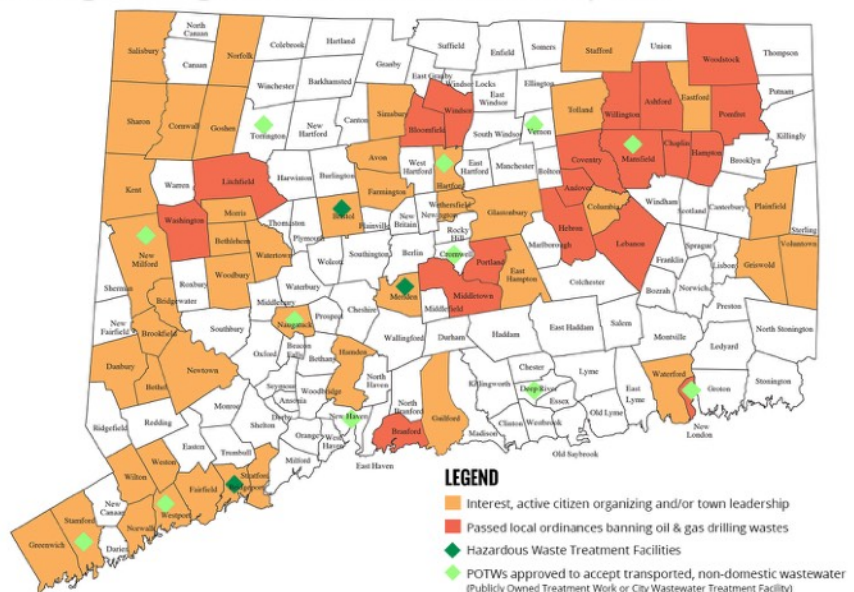 North
Canaan
Salisbury
Canaan
Norfolk
Colebrook
Hartland
Suffield
Enfield
Somers
Stafford
Union
Woodstock
Thompson
Granby
East Granby
Windsor Locks
Winchester
Barkhamsted
East
Windsor
Ellington
Putnam
Sharon
Cornwall
Goshen
Torrington
New
Hartford
Canton
Simsbury
Bloomfield
Windsor
South Windsor
Vernon
Tolland
Willington
Ashford
Eastford
Pomfret
Killingly
Kent
Warren
Litchfield
Harwinton
Burlington
Avon
West
Hartford
Hartford
East
Hartford
Manchester
Bolton
Coventry
Mansfield
Chaplin
Hampton
Brooklyn
Farmington
Andover
Washington
Morris
Bristol
Plainville
New
Britain
Wethersfield
Newington
Glastonbury
Columbia
Windham
Scotland
Canterbury
Plainfield
Sterling
Bethlehem
Thomaston
Plymouth
Rocky
Hill
Hebron
Lebanon
Marlborough
New
Milford
Watertown
Wolcott
Southington
Berlin
Cromwell
Portland
Franklin
Sprague
Lisbon
Griswold
Voluntown
Sherman
Roxbury
Woodbury
Waterbury
East
Hampton
Colchester
Bozrah
Norwich
Preston
Bridgewater
Middlebury
Meriden
Middletown
Middlefield
New
Fairfield
Brookfield
Southbury
Naugatuck
Prospect
Cheshire
Wallingford
Durham
Haddam
East Haddam
Salem
Montville
North Stonington
Ledyard
Oxford
Beacon
Falls
Bethany
Hamden
Danbury
Newtown
Bethel
Seymour
Woodbridge
North
Haven
Killingworth
Chester
Deep River
Essex
Lyme
East
Lyme
Waterford
Groton
Stonington
Ansonia
Derby
North
Branford
Guilford
Ridgefield
Redding
Monroe
Shelton
New Haven
Branford
Madison
Clinton
Westbrook
Old Lyme
New
London
Easton
Trumbull
Orange
West
Haven
Milford
East Haven
Old Saybrook
Wilton
Weston
Fairfield
Stratford
New
Canaan
Stamford
Westport
Norwalk
Greenwich
LEGEND
Interest, active citizen organizing and/or town leadership
Passed local ordinances banning oil & gas drilling wastes
Hazardous Waste Treatment Facilities
POTWs approved to accept transported, non-domestic wastewater
(Publicly Owned Treatment Work or City Wastewater Treatment Facility)